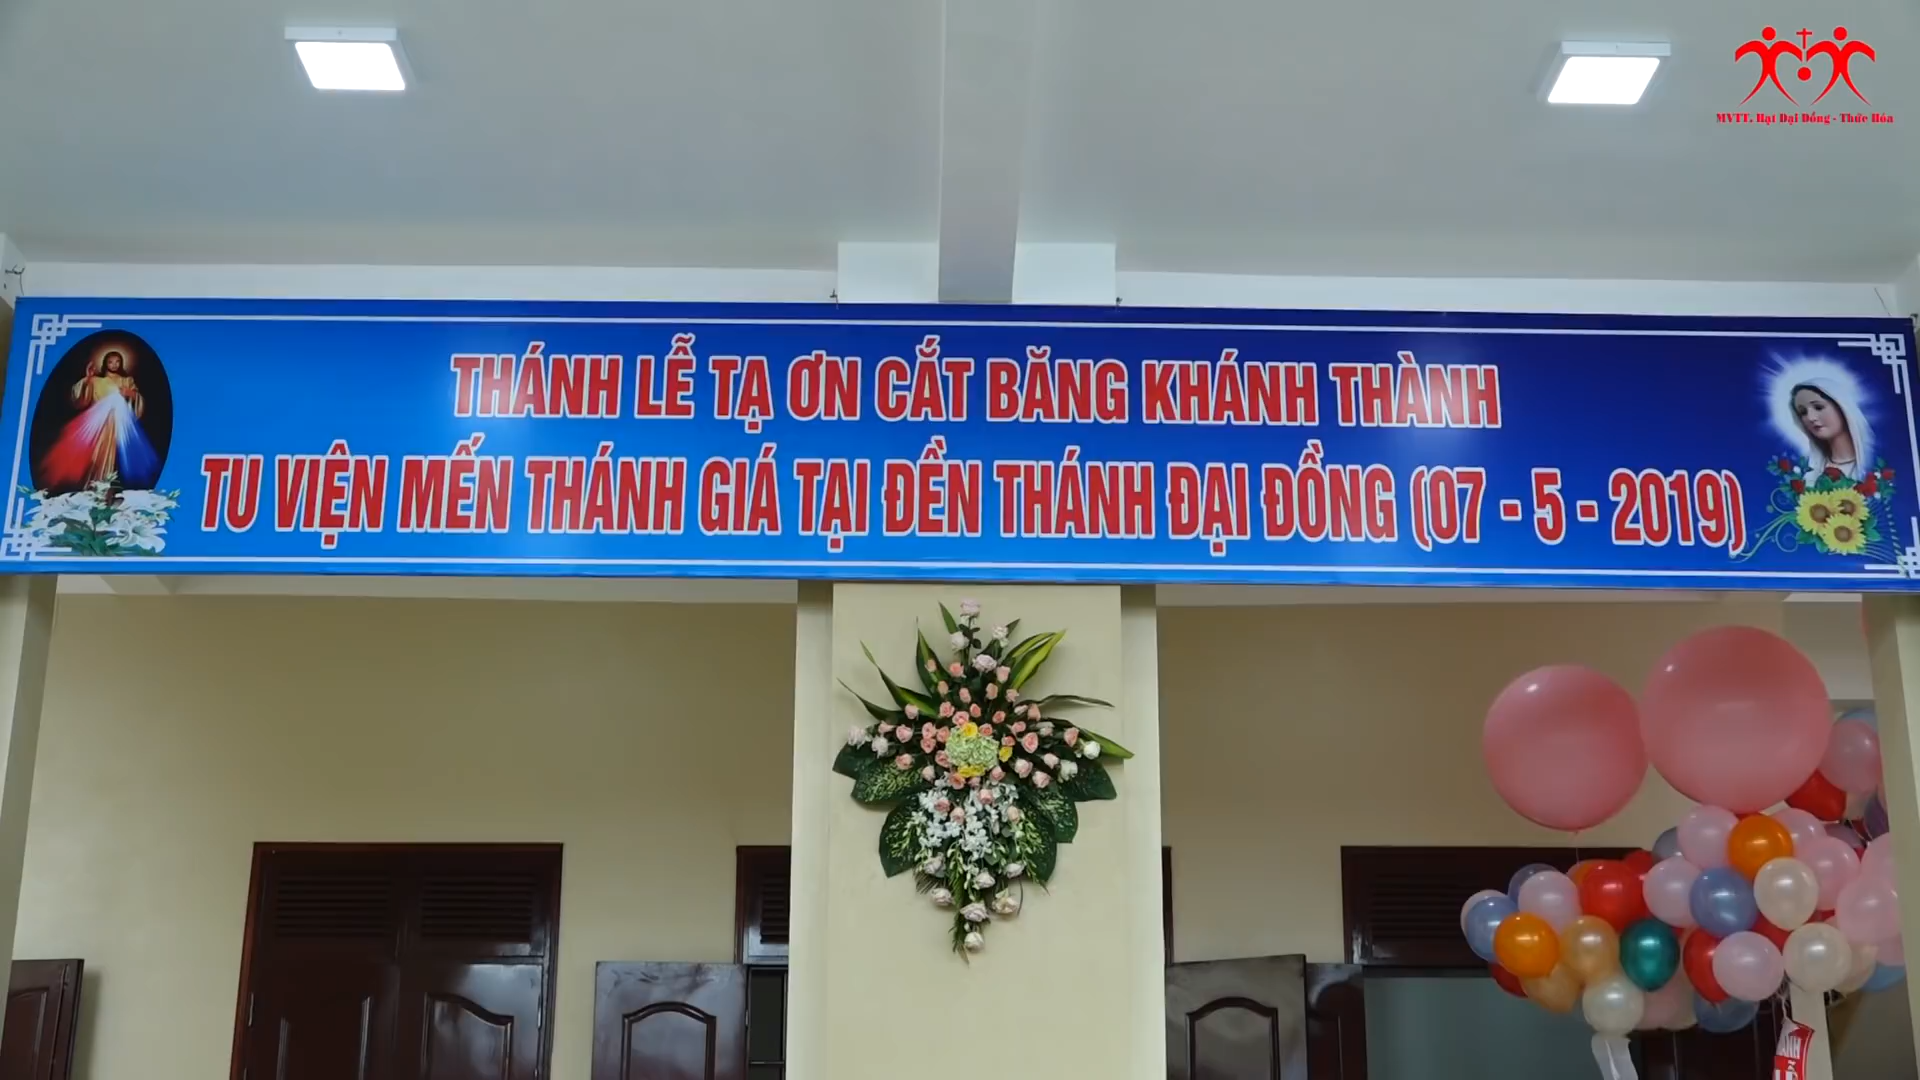 MVTT. Hạt Đại Đồng - Thức Hóa
THÁNH LỄ TẠ ƠN CẮT BĂNG KHÁNH THÀNH
TU VIỆN MẾN THÁNH GIÁ TẠI ĐỀN THÁNH ĐẠI ĐỒNG (07 - 5 - 2019)